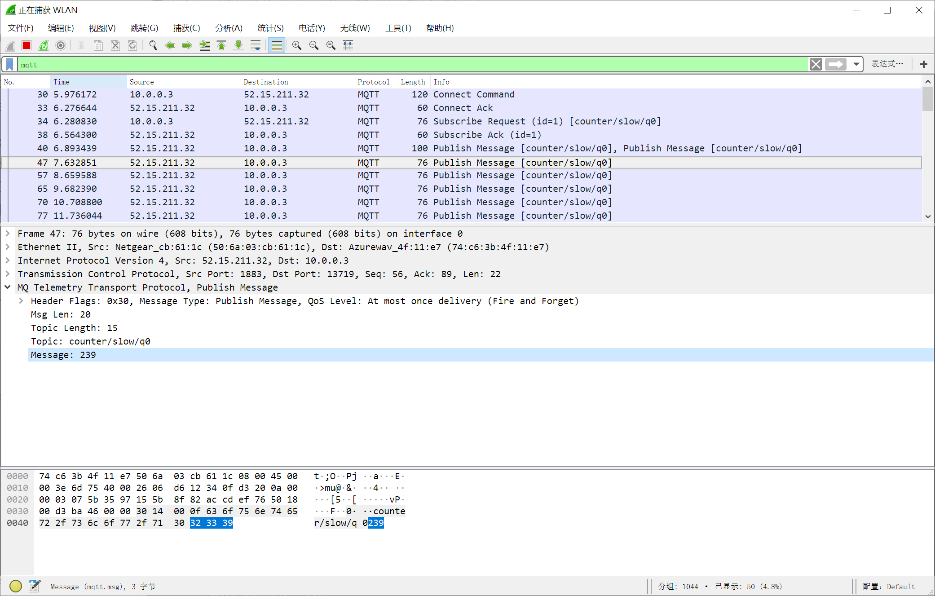 正在捕获 WLAN
文件(F) 编辑(E) 视图(V) 跳转(G) 捕获(C) 分析(A) 统计(S) 电话(Y) 无线(W) 工具(T) 帮助(H)
mqtt 表达式…
No. Time Source Destination Protocol Length Info
30 5.976172 10.0.0.3 52.15.211.32 MQTT 120 Connect Command
33 6.276644 52.15.211.32 10.0.0.3 MQTT 60 Connect Ack
34 6.280830 10.0.0.3 52.15.211.32 MQTT 76 Subscribe Request (id=1) [counter/slow/q0]
38 6.564300 52.15.211.32 10.0.0.3 MQTT 60 Subscribe Ack (id=1)
40 6.893439 52.15.211.32 10.0.0.3 MQTT 100 Publish Message [counter/slow/q0], Publish Message [counter/slow/q0]
47 7.632851 52.15.211.32 10.0.0.3 MQTT 76 Publish Message [counter/slow/q0]
57 8.659588 52.15.211.32 10.0.0.3 MQTT 76 Publish Message [counter/slow/q0]
65 9.682390 52.15.211.32 10.0.0.3 MQTT 76 Publish Message [counter/slow/q0]
70 10.708800 52.15.211.32 10.0.0.3 MQTT 76 Publish Message [counter/slow/q0]
77 11.736044 52.15.211.32 10.0.0.3 MQTT 76 Publish Message [counter/slow/q0]
Frame 47: 76 bytes on wire (608 bits), 76 bytes captured (608 bits) on interface 0
Ethernet II, Src: Netgear_cb:61:1c (50:6a:03:cb:61:1c), Dst: Azurewav_4f:11:e7 (74:c6:3b:4f:11:e7)
Internet Protocol Version 4, Src: 52.15.211.32, Dst: 10.0.0.3
Transmission Control Protocol, Src Port: 1883, Dst Port: 13719, Seq: 56, Ack: 89, Len: 22
MQ Telemetry Transport Protocol, Publish Message
Header Flags: 0x30, Message Type: Publish Message, QoS Level: At most once delivery (Fire and Forget)
Msg Len: 20
Topic Length: 15
Topic: counter/slow/q0
Message: 239
0000 74 c6 3b 4f 11 e7 50 6a 03 cb 61 1c 08 00 45 00 t·;O··Pj ··a···E·
0010 00 3e 6d 75 40 00 26 06 d6 12 34 0f d3 20 0a 00 ·>mu@·&· ··4·· ··
0020 00 03 07 5b 35 97 15 5b 8f 82 ac cd ef 76 50 18 ···[5··[ ·····vP·
0030 00 d3 ba 46 00 00 30 14 00 0f 63 6f 75 6e 74 65 ···F··0· ··counte
0040 72 2f 73 6c 6f 77 2f 71 30 32 33 39 r/slow/q 0239
Message (mqtt.msg), 3 字节 分组: 1044 · 已显示: 50 (4.8%) 配置: Default